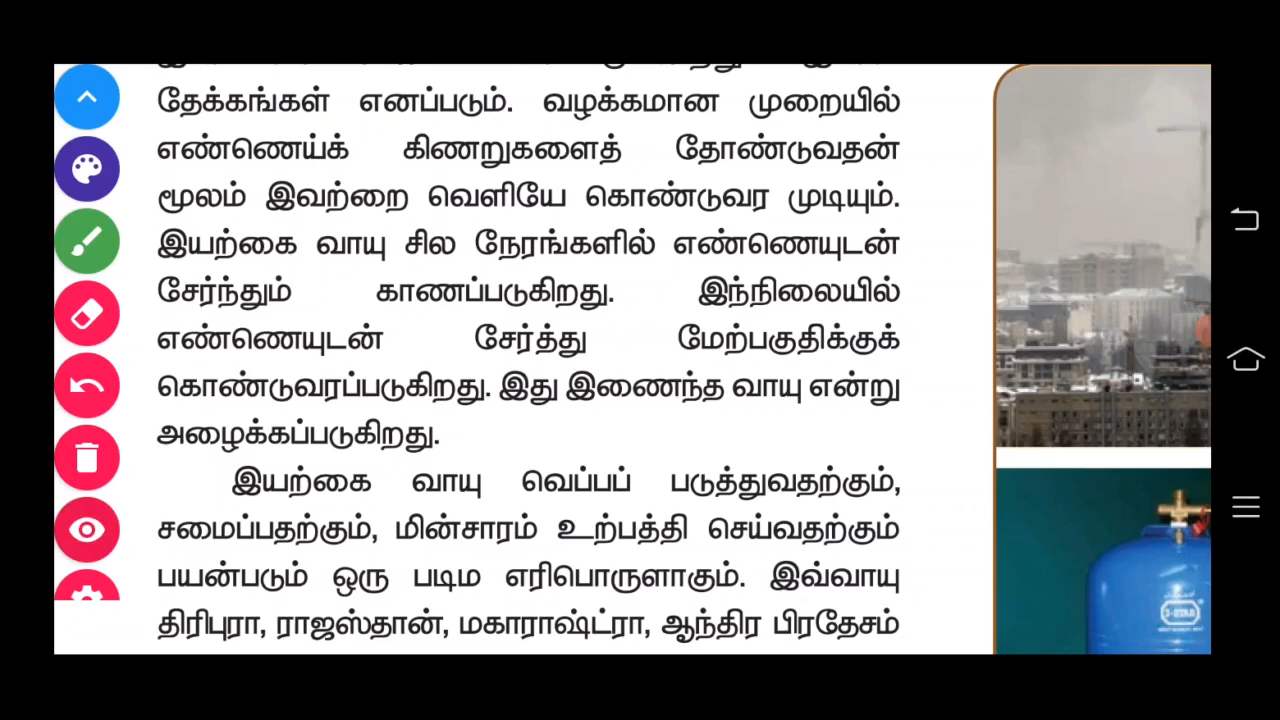 தேக்கங்கள் எனப்படும். வழக்கமான முறையில்
எண்ணெய்க் கிணறுகளைத் தோண்டுவதன்
மூலம் இவற்றை வெளியே கொண்டுவர முடியும்.
இயற்கை வாயு சில நேரங்களில் எண்ணெயுடன்
சேர்ந்தும் காணப்படுகிறது. இந்நிலையில்
எண்ணெயுடன் சேர்த்து மேற்பகுதிக்குக்
கொண்டுவரப்படுகிறது. இது இணைந்த வாயு என்று
அழைக்கப்படுகிறது.
இயற்கை வாயு வெப்பப் படுத்துவதற்கும்,
சமைப்பதற்கும், மின்சாரம் உற்பத்தி செய்வதற்கும்
பயன்படும் ஒரு படிம எரிபொருளாகும். இவ்வாயு
திரிபுரா, ராஜஸ்தான், மகாராஷ்ட்ரா, ஆந்திர பிரதேசம்